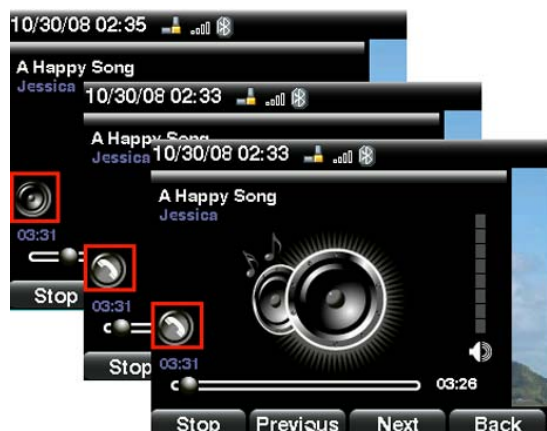 10/30/08 02:35
A Happy Song
Jessica
03:31
Stop
10/30/08 02:33
A Happy Song
Jessica
03:31
Stop
10/30/08 02:33
A Happy Song
Jessica
03:31
03:26
Stop Previous Next Back